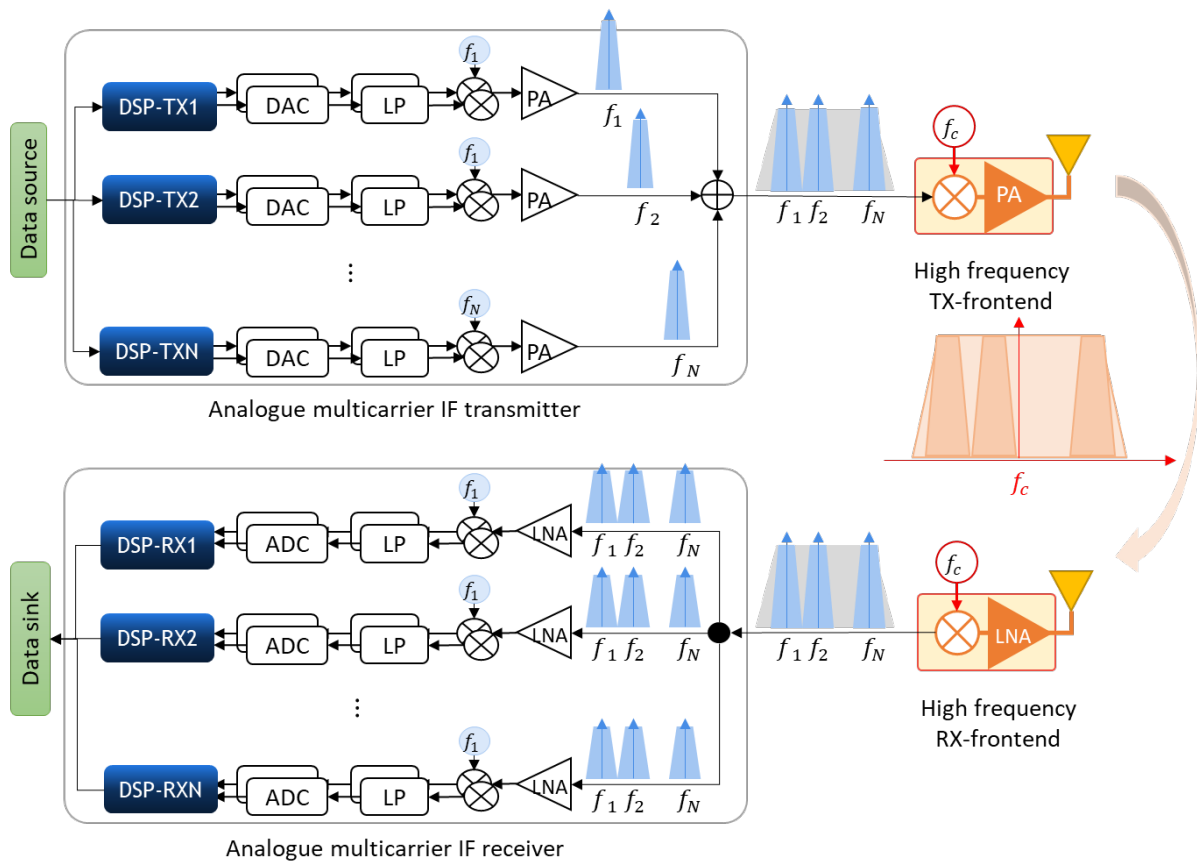 Data source
DSP-TX1
DAC
LP
f1
PA
f1
DSP-TX2
DAC
LP
f1
PA
f2
⋮
DSP-TXN
DAC
LP
fN
PA
fN
f1 f2 fN
fc
PA
High frequency
TX-frontend
Analogue multicarrier IF transmitter
fc
Data sink
DSP-RX1
ADC
LP
f1
LNA
f1 f2 fN
DSP-RX2
ADC
LP
f1
LNA
f1 f2 fN
⋮
DSP-RXN
ADC
LP
f1
LNA
f1 f2 fN
f1 f2 fN
fc
LNA
High frequency
RX-frontend
Analogue multicarrier IF receiver